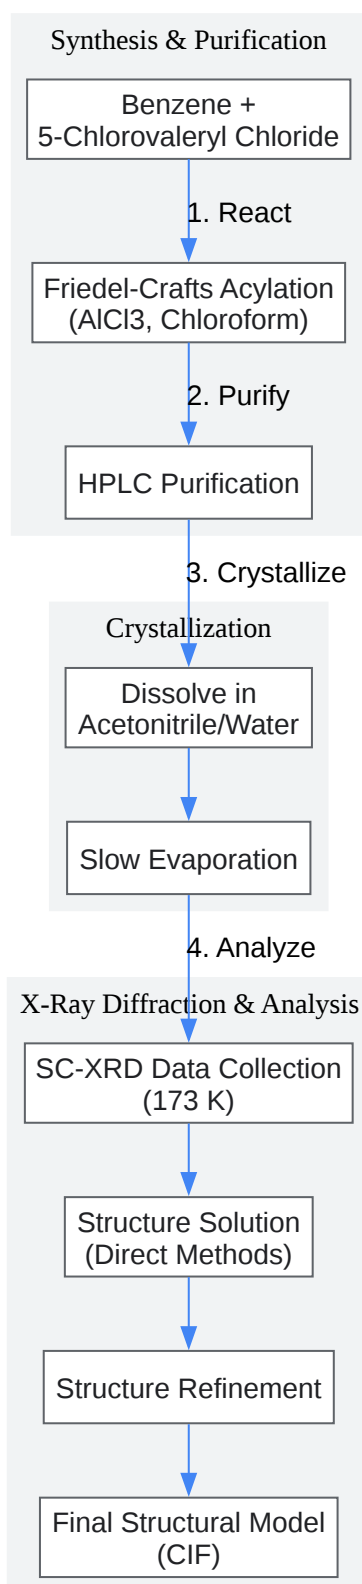 Synthesis & Purification
Benzene +
5-Chlorovaleryl Chloride
1. React
Friedel-Crafts Acylation
(AlCl3, Chloroform)
2. Purify
HPLC Purification
3. Crystallize
Crystallization
Dissolve in
Acetonitrile/Water
Slow Evaporation
4. Analyze
X-Ray Diffraction & Analysis
SC-XRD Data Collection
(173 K)
Structure Solution
(Direct Methods)
Structure Refinement
Final Structural Model
(CIF)